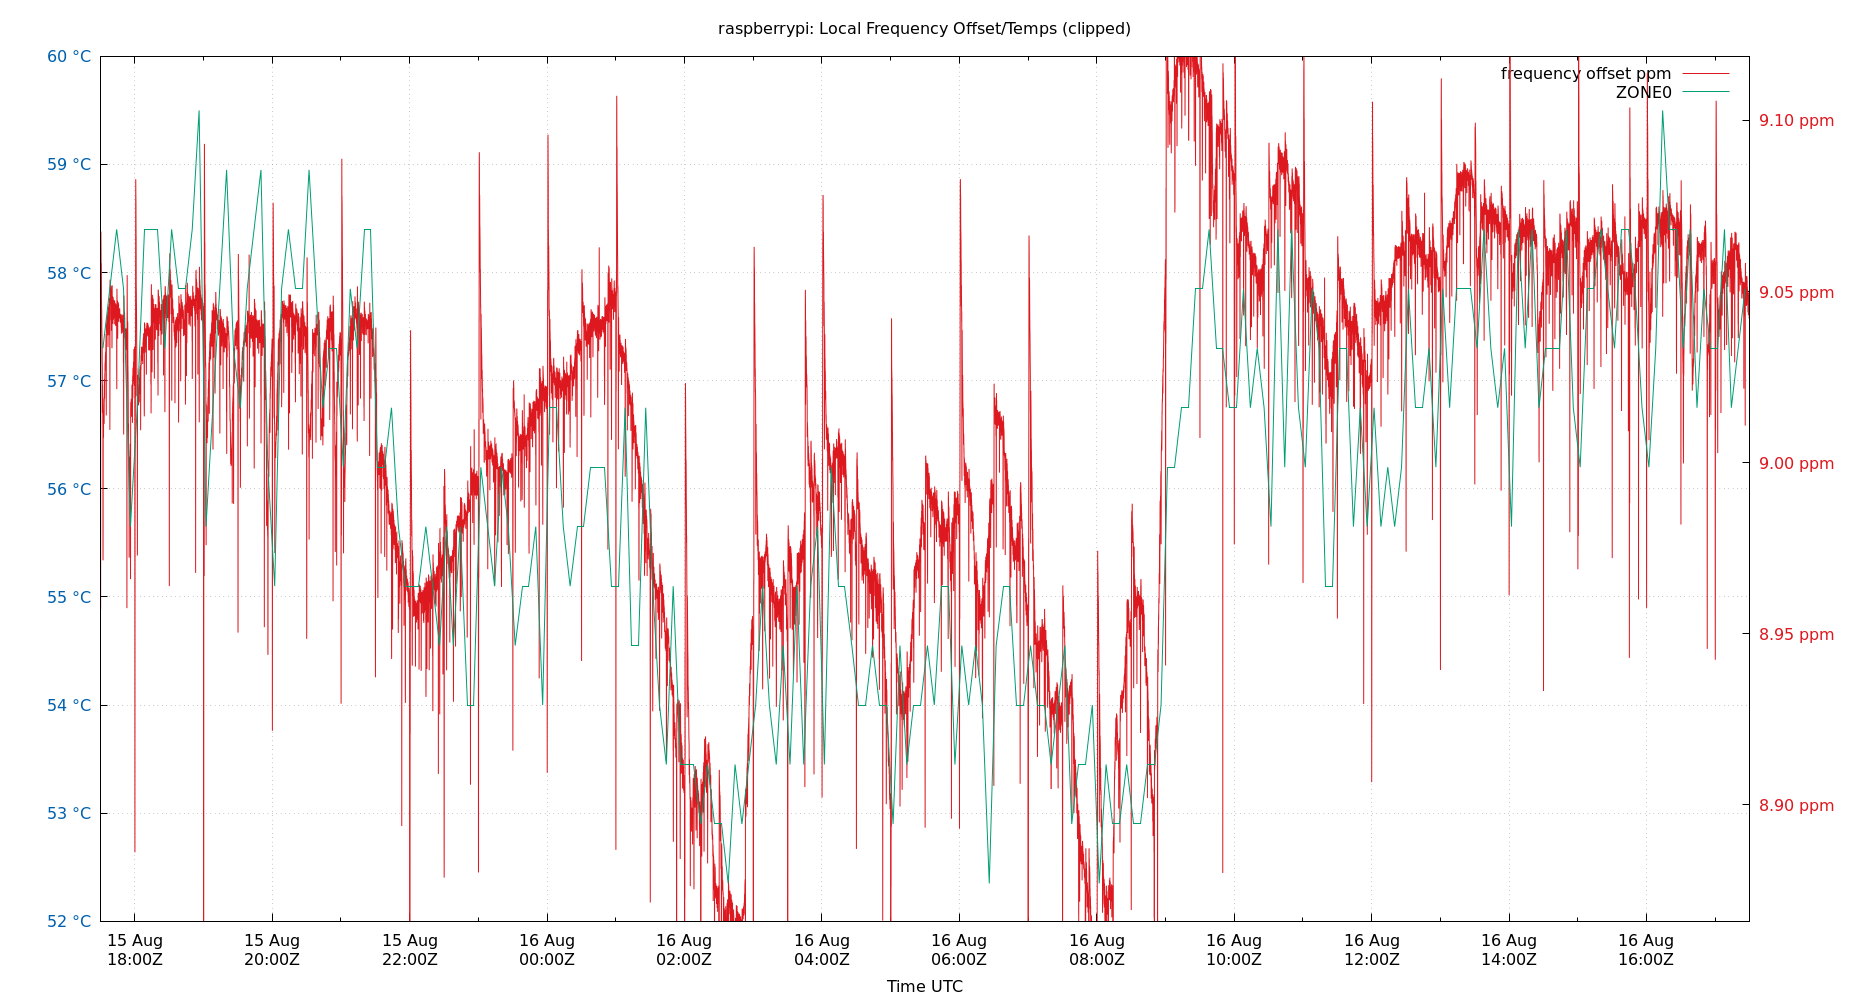 raspberrypi: Local Frequency Offset/Temps (clipped)
frequency offset ppm
ZONE0
60 °C
59 °C
58 °C
57 °C
56 °C
55 °C
54 °C
53 °C
52 °C
9.10 ppm
9.05 ppm
9.00 ppm
8.95 ppm
8.90 ppm
15 Aug 15 Aug 15 Aug 16 Aug 16 Aug 16 Aug 16 Aug 16 Aug 16 Aug 16 Aug 16 Aug 16 Aug
18:00Z 20:00Z 22:00Z 00:00Z 02:00Z 04:00Z 06:00Z 08:00Z 10:00Z 12:00Z 14:00Z 16:00Z
Time UTC